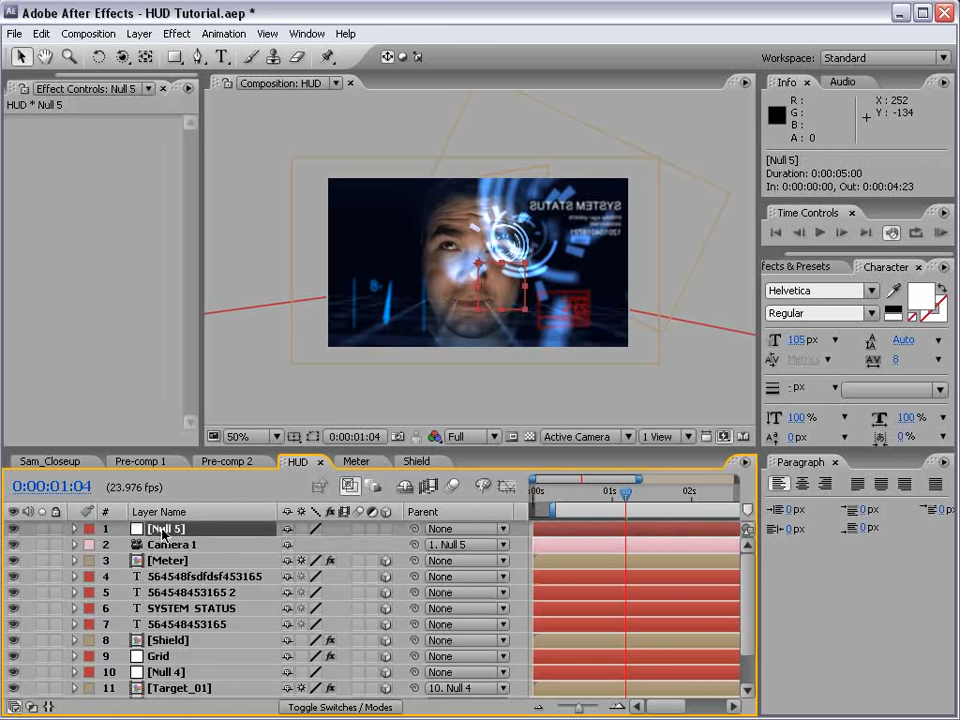 Adobe After Effects - HUD Tutorial.aep *
File Edit Composition Layer Effect Animation View Window Help
Workspace: Standard
Effect Controls: Null 5
HUD * Null 5
Composition: HUD
SYSTEM STATUS
Info Audio
R:
G:
B:
A: 0
X: 252
Y: -134
[Null 5]
Duration: 0:00:05:00
In: 0:00:00:00, Out: 0:00:04:23
Time Controls
ffects & Presets Character
Helvetica
Regular
105 px Auto
Metrics 8
- px
100% 100%
0 px 0 %
50% 0:00:01:04 Full Active Camera 1 View
Sam_Closeup Pre-comp 1 Pre-comp 2 HUD Meter Shield
0:00:01:04 (23.976 fps)
:00s 01s 02s
# Layer Name Parent
1 [Null 5] None
2 Camera 1 1. Null 5
3 [Meter] None
4 T 564548fsdfdsf453165 None
5 T 564548453165 2 None
6 T SYSTEM STATUS None
7 T 564548453165 None
8 [Shield] None
9 Grid None
10 [Null 4] None
11 [Target_01] 10. Null 4
Toggle Switches / Modes
Paragraph
0 px 0 px 0 p
0 px 0 px